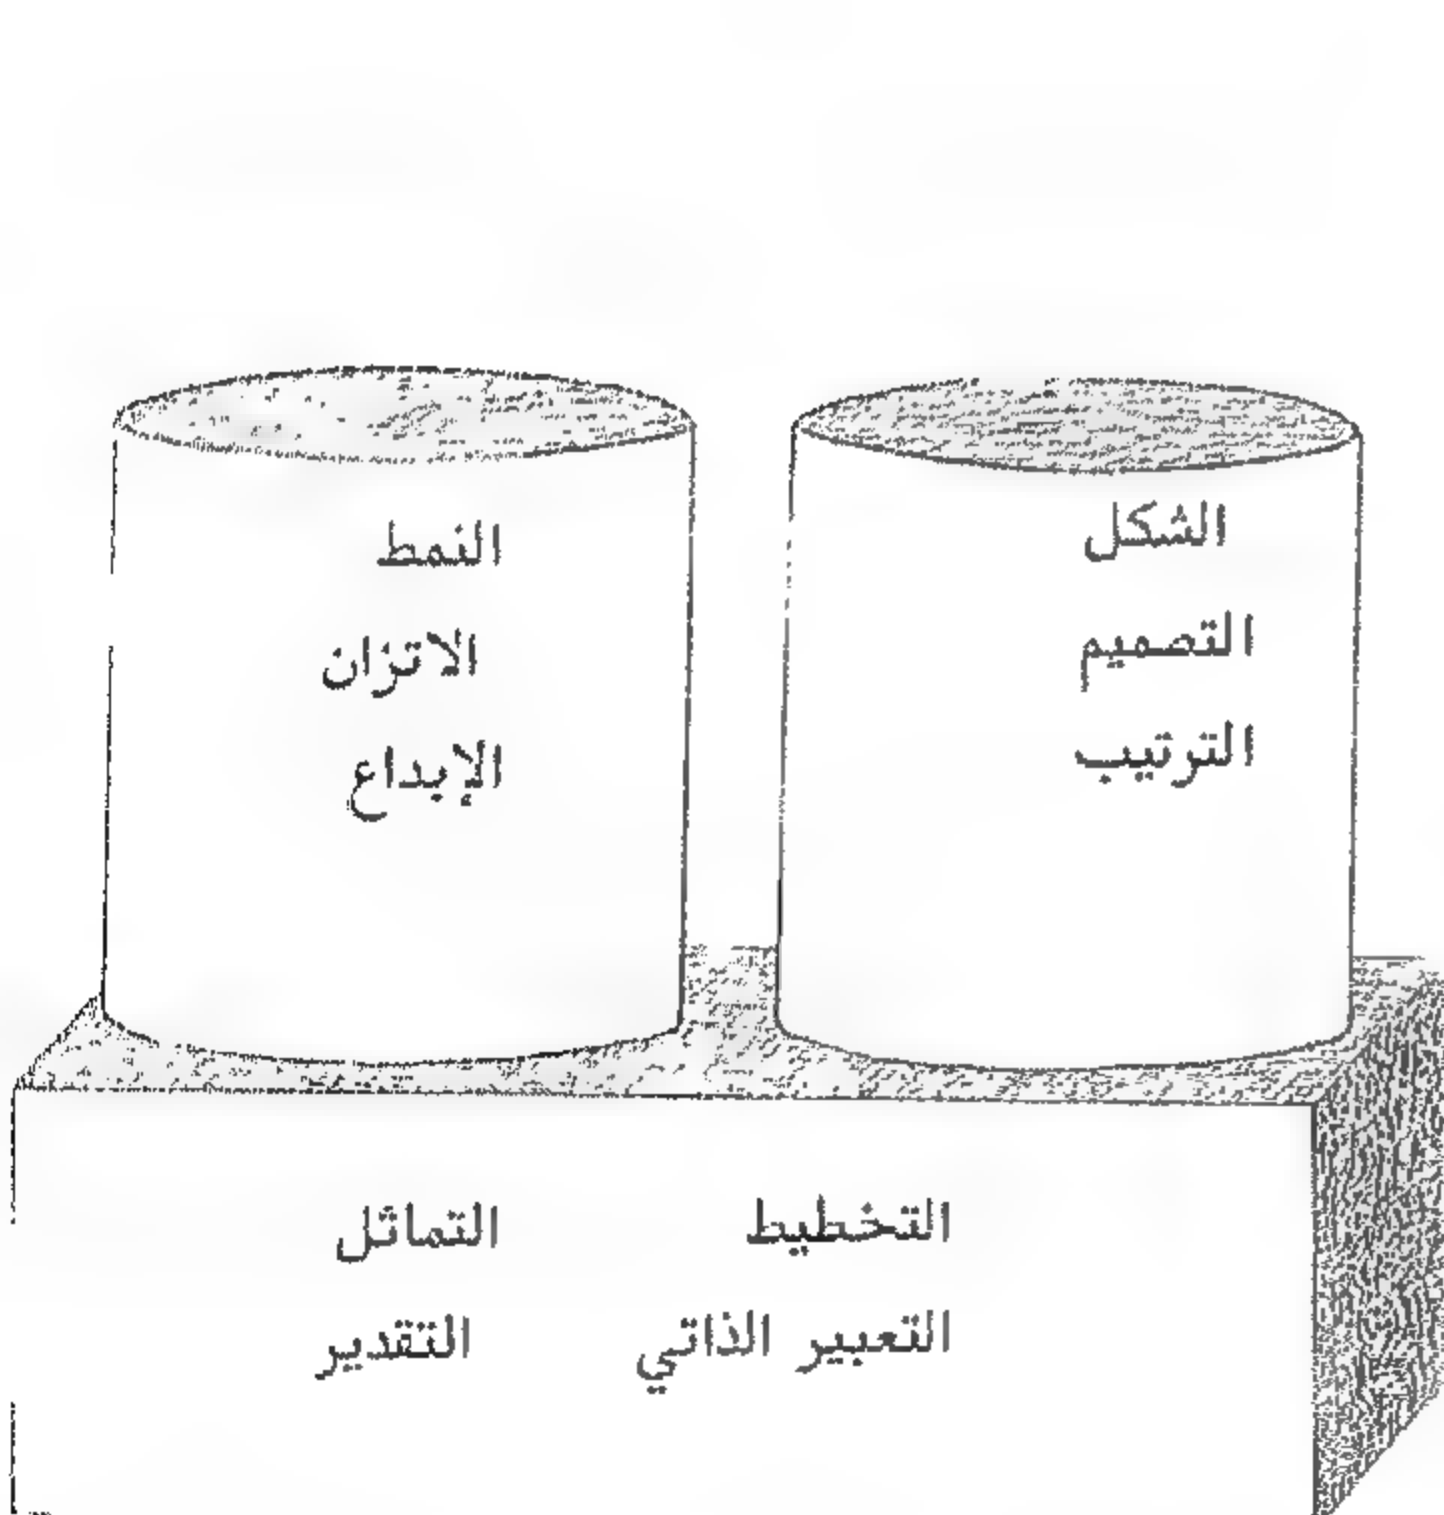 الشكل
التصميم
الترتيب
النمط
الاتزان
الإبداع
التخطيط
التماثل
التعبير الذاتي
التقدير